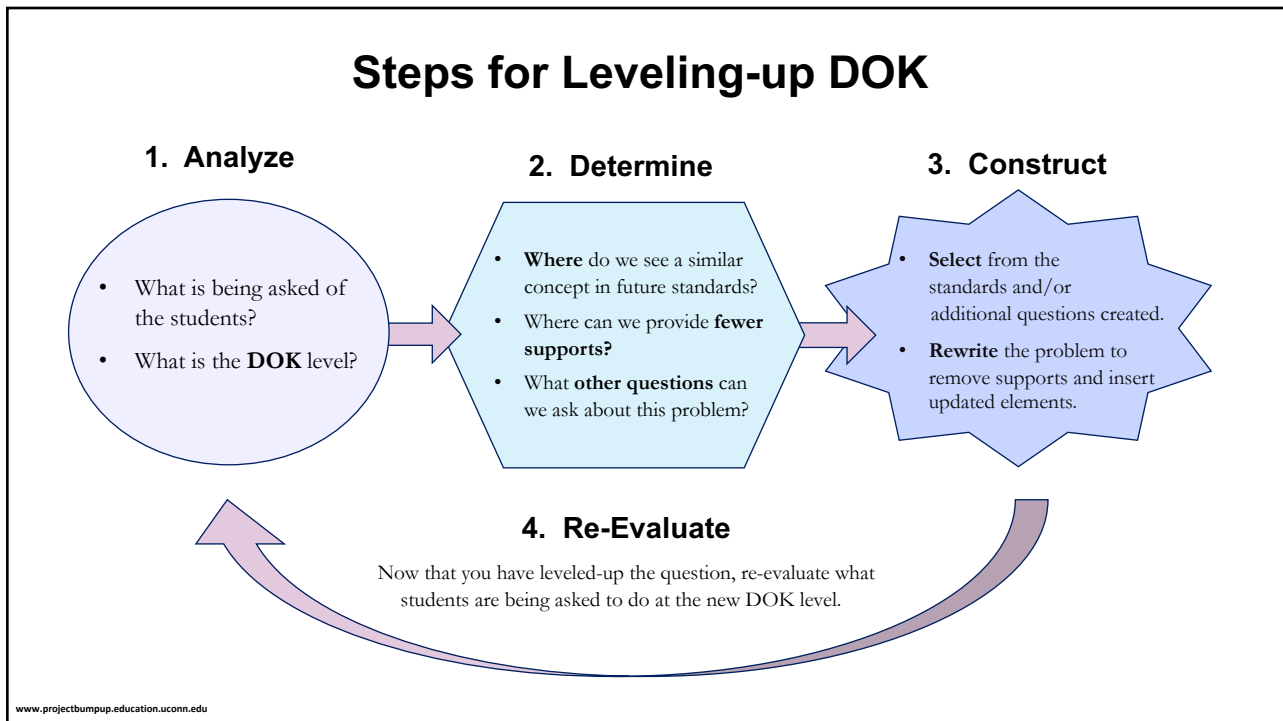 Steps for Leveling-up DOK
1. Analyze
• What is being asked of
the students?
• What is the DOK level?
2. Determine
• Where do we see a similar
concept in future standards?
• Where can we provide fewer
supports?
• What other questions can
we ask about this problem?
3. Construct
• Select from the
standards and/or
additional questions created.
• Rewrite the problem to
remove supports and insert
updated elements.
4. Re-Evaluate
Now that you have leveled-up the question, re-evaluate what
students are being asked to do at the new DOK level.
www.projectbumpup.education.uconn.edu